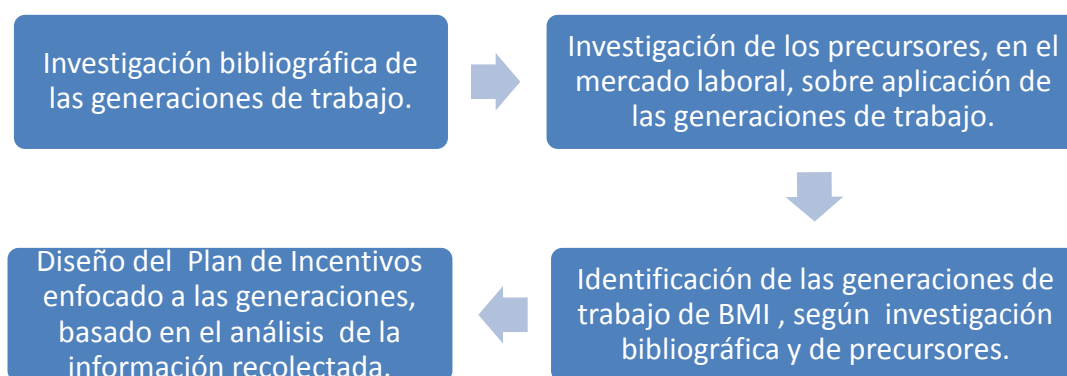 Investigación bibliográfica de
las generaciones de trabajo.
Investigación de los precursores, en el
mercado laboral, sobre aplicación de
las generaciones de trabajo.
Identificación de las generaciones de
trabajo de BMI , según investigación
bibliográfica y de precursores.
Diseño del Plan de Incentivos
enfocado a las generaciones,
basado en el análisis de la
información recolectada.